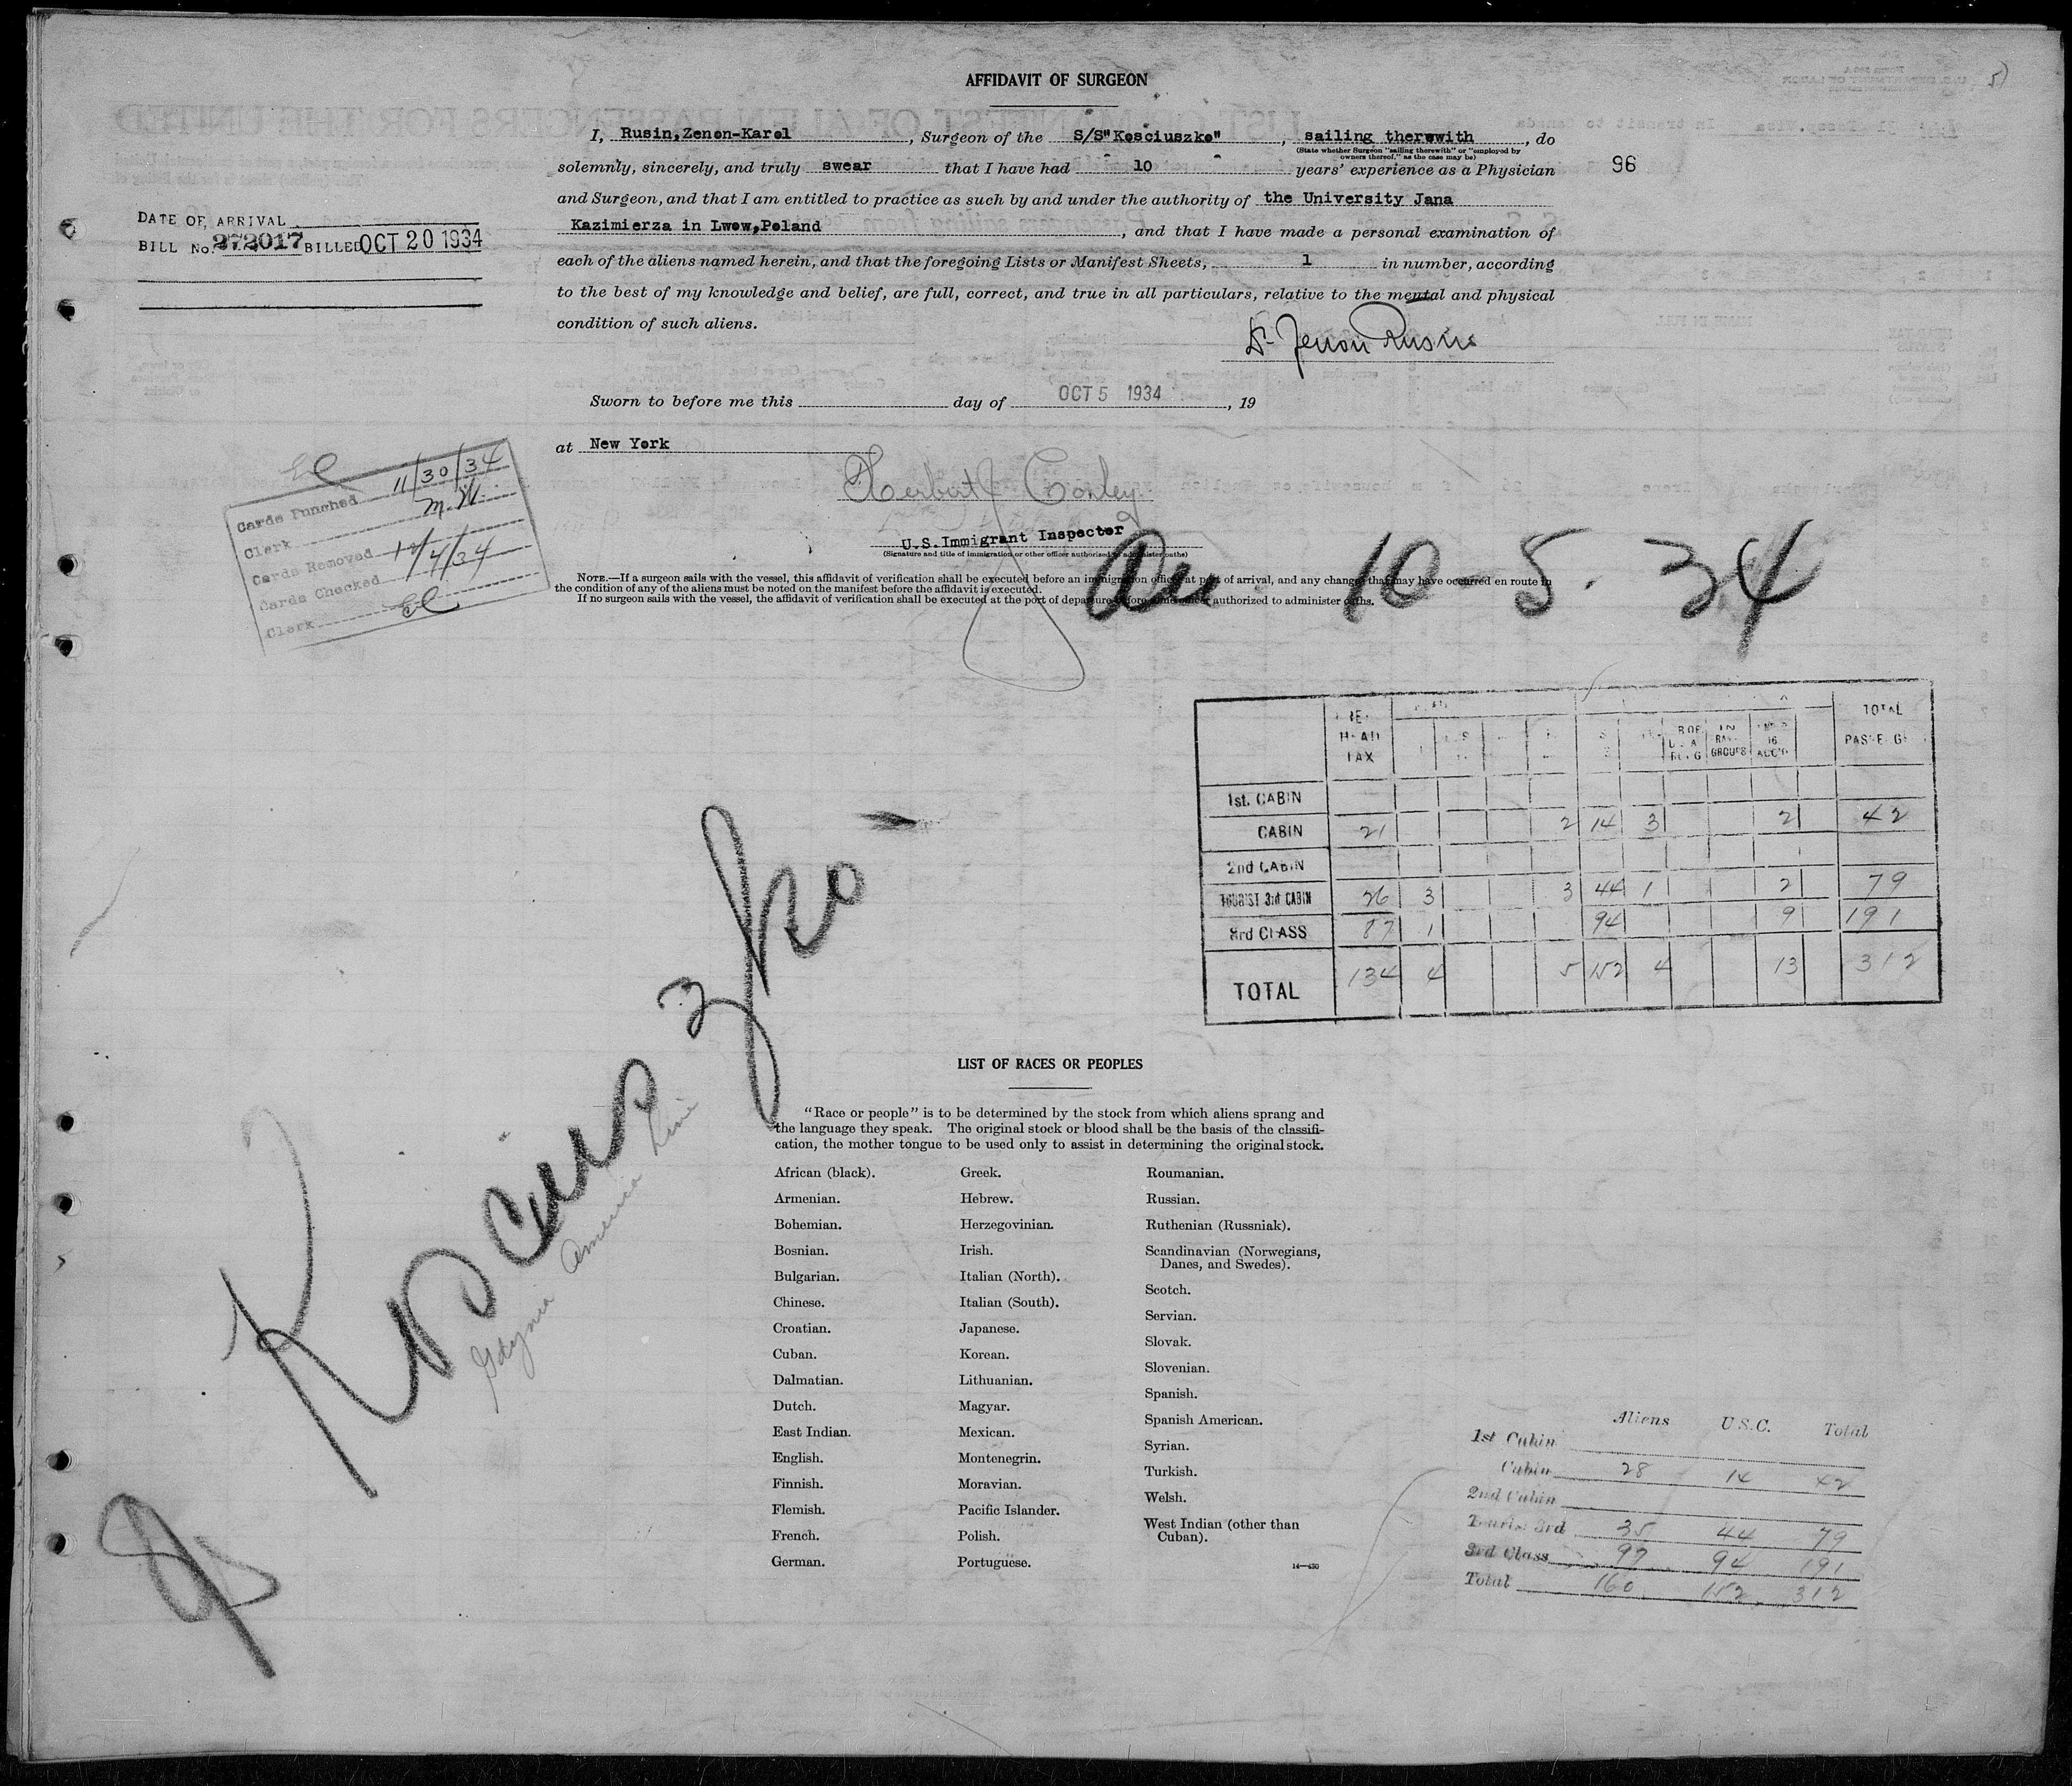 AFFIDAVIT OF SURGEON
I, Rusin,Zenon-Karol, Surgeon of the S/S"Kosciuszko", sailing therewith, do
(State whether Surgeon "sailing therewith" or "employed by
owners thereof," as the case may be)
solemnly, sincerely, and truly swear that I have had 10 years' experience as a Physician
96
and Surgeon, and that I am entitled to practice as such by and under the authority of the University Jana
Kazimierza in Lwow,Poland, and that I have made a personal examination of
each of the aliens named herein, and that the foregoing Lists or Manifest Sheets, 1 in number, according
to the best of my knowledge and belief, are full, correct, and true in all particulars, relative to the mental and physical
condition of such aliens.
Dr Zenon Rusin
DATE OF ARRIVAL
BILL No. 272017 BILLED OCT 20 1934
Sworn to before me this day of OCT 5 1934, 19
at New York
Herbert J Conley
U.S.Immigrant Inspector
(Signature and title of immigration or other officer authorized to administer oaths)
Cards Punched 11/30/34
Clerk M.W.
Cards Removed 12/4/34
Cards Checked
Clerk
10-5-34
NOTE.—If a surgeon sails with the vessel, this affidavit of verification shall be executed before an immigration officer at port of arrival, and any changes that may have occurred en route in
the condition of any of the aliens must be noted on the manifest before the affidavit is executed.
If no surgeon sails with the vessel, the affidavit of verification shall be executed at the port of departure before some officer authorized to administer oaths.
HEAD TAX GROUPS 16 TOTAL
1st. CABIN
CABIN 21 2 14 3 2 42
2nd CABIN
TOURIST 3rd CABIN 26 3 3 44 1 2 79
3rd CLASS 87 1 94 9 191
TOTAL 134 4 5 152 4 13 312
Kosciuszko
Gdynia America Line
LIST OF RACES OR PEOPLES
"Race or people" is to be determined by the stock from which aliens sprang and
the language they speak. The original stock or blood shall be the basis of the classifi-
cation, the mother tongue to be used only to assist in determining the original stock.
African (black).
Armenian.
Bohemian.
Bosnian.
Bulgarian.
Chinese.
Croatian.
Cuban.
Dalmatian.
Dutch.
East Indian.
English.
Finnish.
Flemish.
French.
German.
Greek.
Hebrew.
Herzegovinian.
Irish.
Italian (North).
Italian (South).
Japanese.
Korean.
Lithuanian.
Magyar.
Mexican.
Montenegrin.
Moravian.
Pacific Islander.
Polish.
Portuguese.
Roumanian.
Russian.
Ruthenian (Russniak).
Scandinavian (Norwegians,
Danes, and Swedes).
Scotch.
Servian.
Slovak.
Slovenian.
Spanish.
Spanish American.
Syrian.
Turkish.
Welsh.
West Indian (other than
Cuban).
14—430
Aliens U.S.C. Total
1st Cabin
Cabin 28 14 42
2nd Cabin
Tourist 3rd 35 44 79
3rd Class 97 94 191
Total 160 152 312